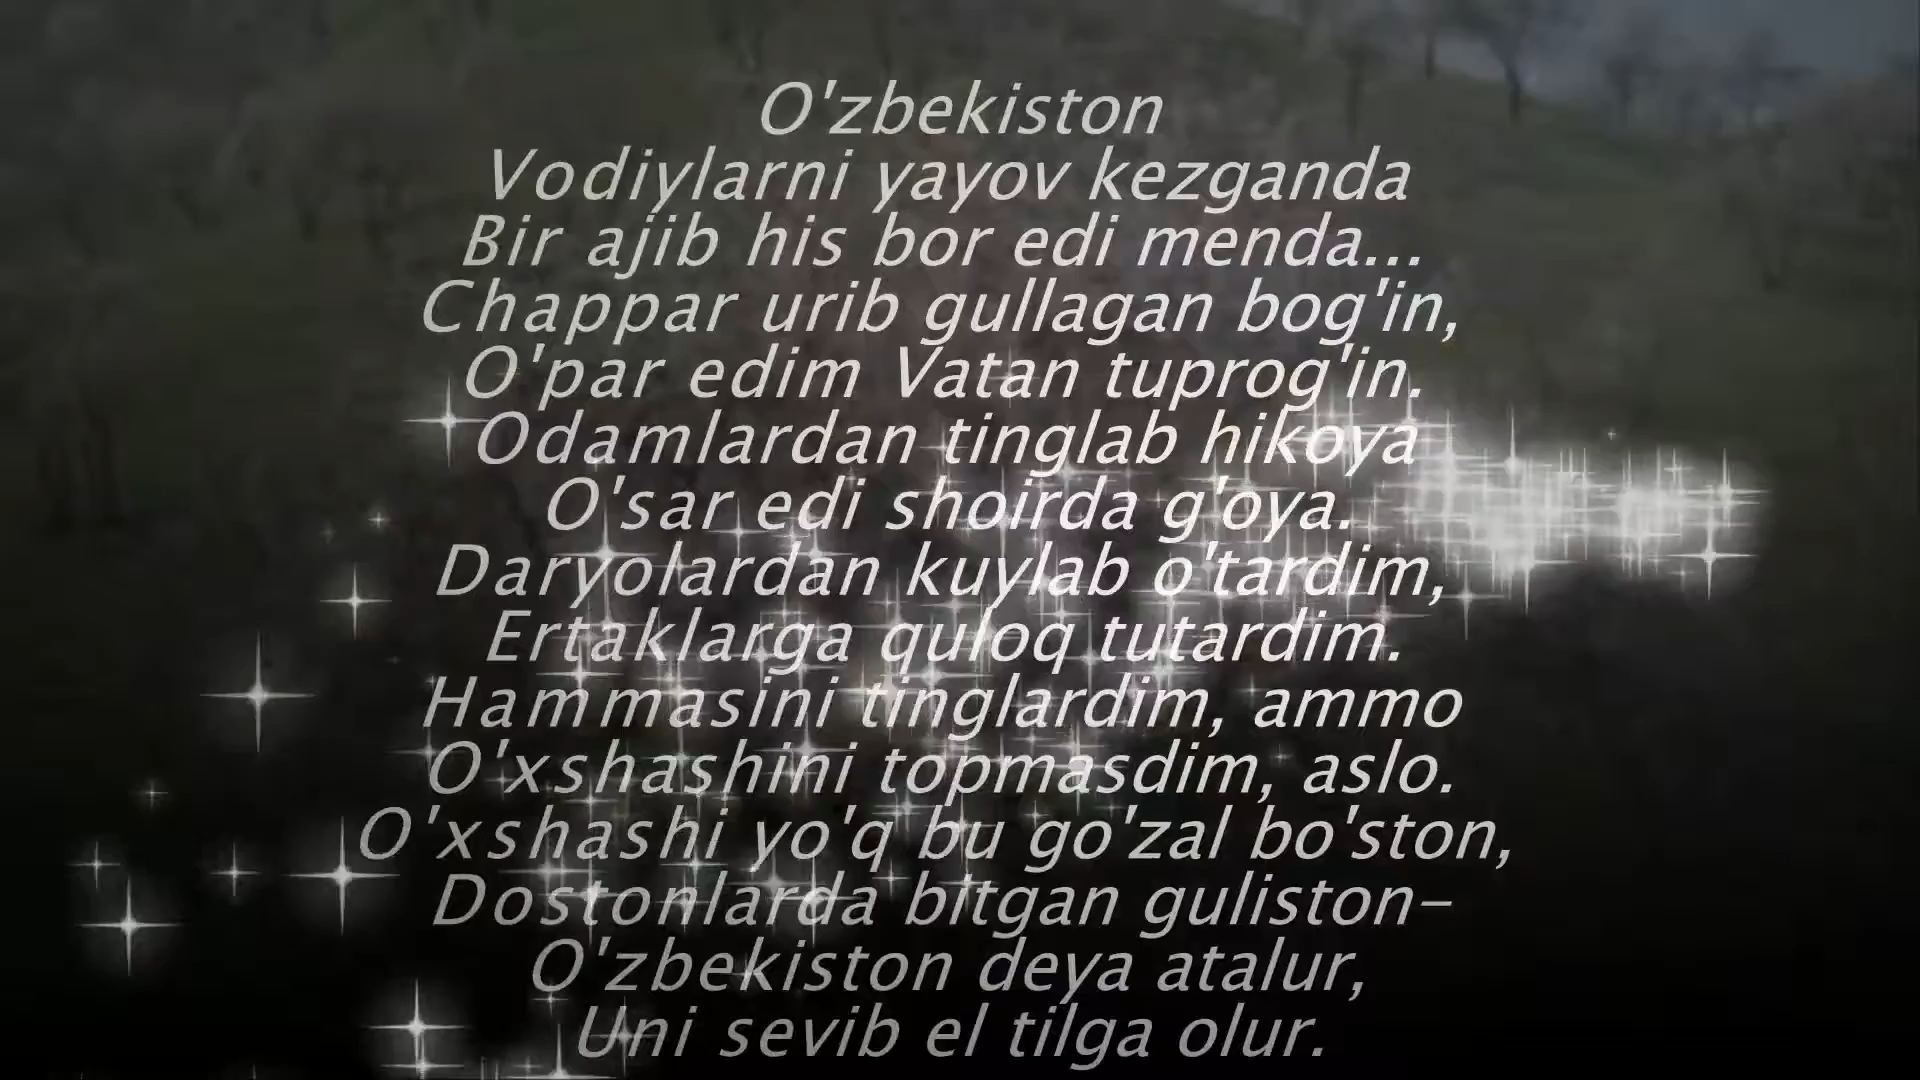 O'zbekiston
Vodiylarni yayov kezganda
Bir ajib his bor edi menda...
Chappar urib gullagan bog'in,
O'par edim Vatan tuprog'in.
Odamlardan tinglab hikoya
O'sar edi shoirda g'oya.
Daryolardan kuylab o'tardim,
Ertaklarga quloq tutardim.
Hammasini tinglardim, ammo
O'xshashini topmasdim, aslo.
O'xshashi yo'q bu go'zal bo'ston,
Dostonlarda bitgan guliston-
O'zbekiston deya atalur,
Uni sevib el tilga olur.